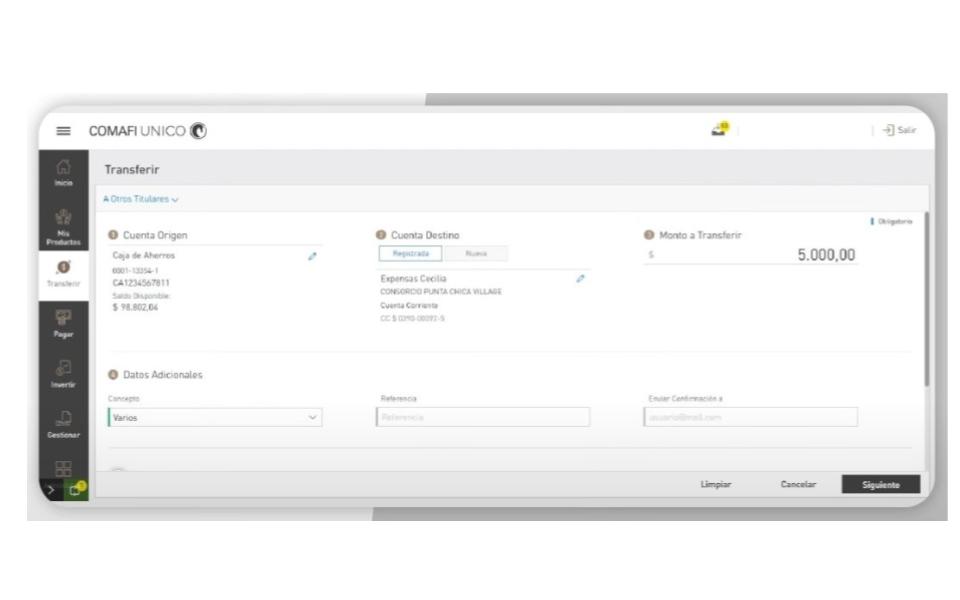 COMAFI UNICO
Salir
Inicio
Mis
Productos
Transferir
Pagar
Invertir
Gestionar
Transferir
A Otros Titulares
Obligatorio
1 Cuenta Origen
Caja de Ahorros
0001-13354-1
CA1234567811
Saldo Disponible:
$ 98.802,04
2 Cuenta Destino
Registrada Nueva
Expensas Cecilia
CONSORCIO PUNTA CHICA VILLAGE
Cuenta Corriente
CC $ 0390-00092-5
3 Monto a Transferir
$ 5.000,00
4 Datos Adicionales
Concepto
Varios
Referencia
Referencia
Enviar Confirmación a
usuario@mail.com
Limpiar Cancelar Siguiente